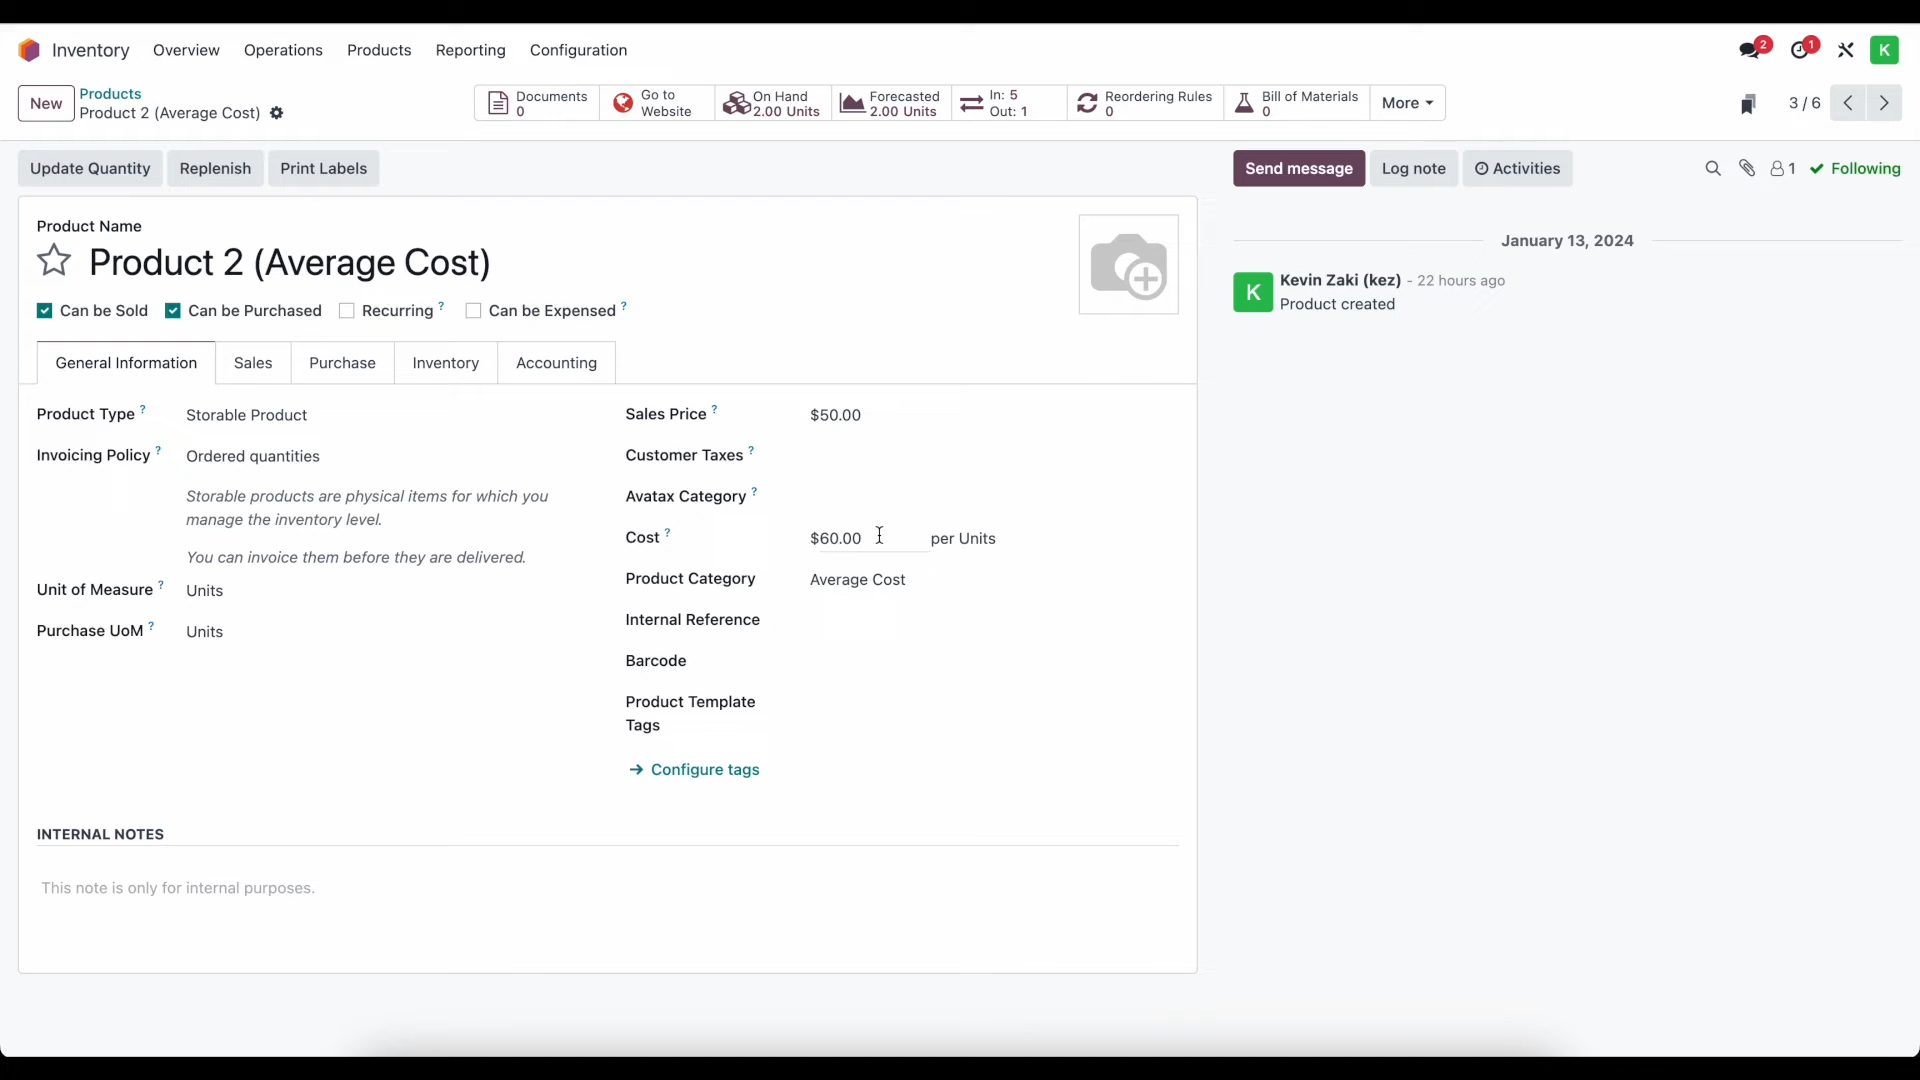 Inventory Overview Operations Products Reporting Configuration 2 1 K
New Products Product 2 (Average Cost)
Documents 0 Go to Website On Hand 2.00 Units Forecasted 2.00 Units In: 5 Out: 1 Reordering Rules 0 Bill of Materials 0 More 3 / 6
Update Quantity Replenish Print Labels Send message Log note Activities 1 Following
Product Name
Product 2 (Average Cost)
Can be Sold Can be Purchased Recurring ? Can be Expensed ?
General Information Sales Purchase Inventory Accounting
Product Type ? Storable Product
Invoicing Policy ? Ordered quantities
Storable products are physical items for which you
manage the inventory level.
You can invoice them before they are delivered.
Unit of Measure ? Units
Purchase UoM ? Units
Sales Price ? $50.00
Customer Taxes ?
Avatax Category ?
Cost ? $60.00 per Units
Product Category Average Cost
Internal Reference
Barcode
Product Template
Tags
→ Configure tags
INTERNAL NOTES
This note is only for internal purposes.
January 13, 2024
K Kevin Zaki (kez) - 22 hours ago
Product created